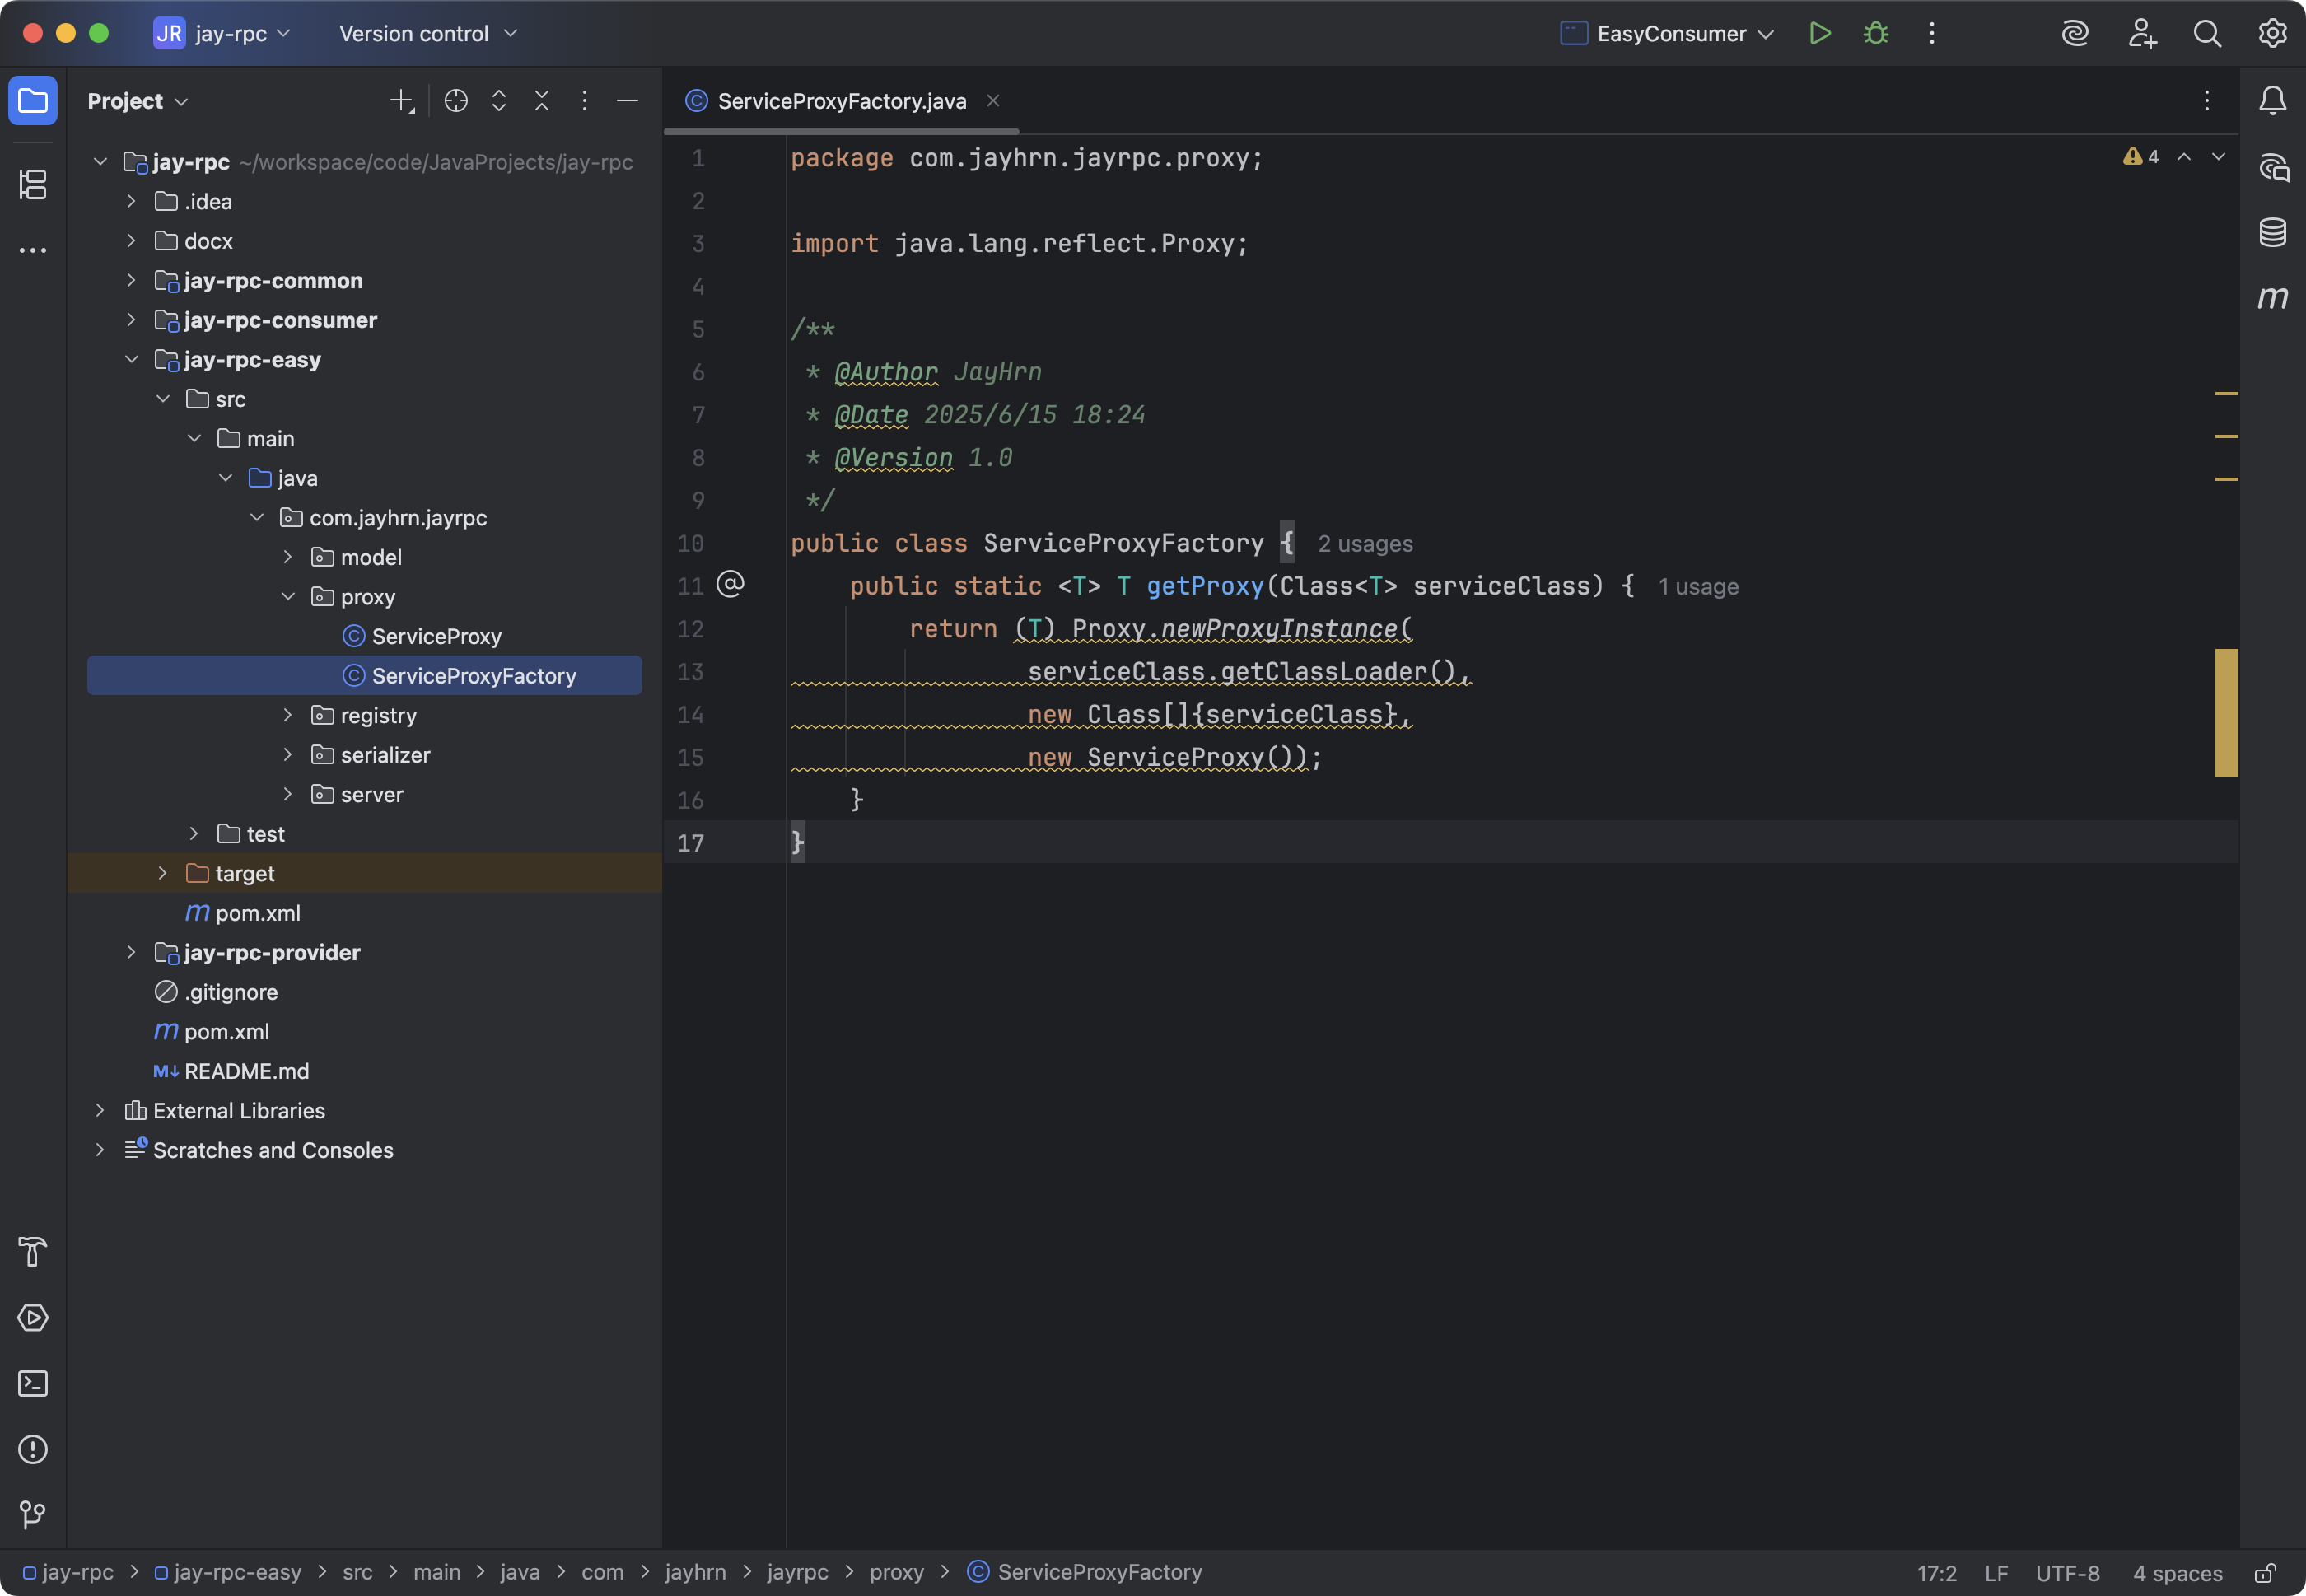 JR jay-rpc Version control EasyConsumer
Project
jay-rpc ~/workspace/code/JavaProjects/jay-rpc
.idea
docx
jay-rpc-common
jay-rpc-consumer
jay-rpc-easy
src
main
java
com.jayhrn.jayrpc
model
proxy
ServiceProxy
ServiceProxyFactory
registry
serializer
server
test
target
m pom.xml
jay-rpc-provider
.gitignore
m pom.xml
M↓ README.md
External Libraries
Scratches and Consoles
ServiceProxyFactory.java
4
1 package com.jayhrn.jayrpc.proxy;
2
3 import java.lang.reflect.Proxy;
4
5 /**
6  * @Author JayHrn
7  * @Date 2025/6/15 18:24
8  * @Version 1.0
9  */
10 public class ServiceProxyFactory { 2 usages
11     public static <T> T getProxy(Class<T> serviceClass) { 1 usage
12         return (T) Proxy.newProxyInstance(
13                 serviceClass.getClassLoader(),
14                 new Class[]{serviceClass},
15                 new ServiceProxy());
16     }
17 }
m
jay-rpc > jay-rpc-easy > src > main > java > com > jayhrn > jayrpc > proxy > ServiceProxyFactory 17:2 LF UTF-8 4 spaces